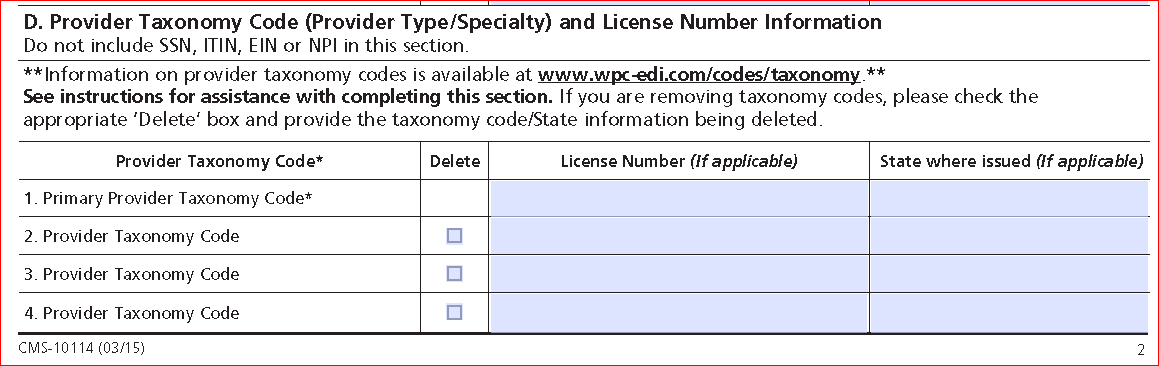 D. Provider Taxonomy Code (Provider Type/Specialty) and License Number Information
Do not include SSN, ITIN, EIN or NPI in this section.
**Information on provider taxonomy codes is available at www.wpc-edi.com/codes/taxonomy.**
See instructions for assistance with completing this section. If you are removing taxonomy codes, please check the
appropriate ‘Delete’ box and provide the taxonomy code/State information being deleted.
Provider Taxonomy Code* Delete License Number (If applicable) State where issued (If applicable)
1. Primary Provider Taxonomy Code*
2. Provider Taxonomy Code
3. Provider Taxonomy Code
4. Provider Taxonomy Code
CMS-10114 (03/15) 2